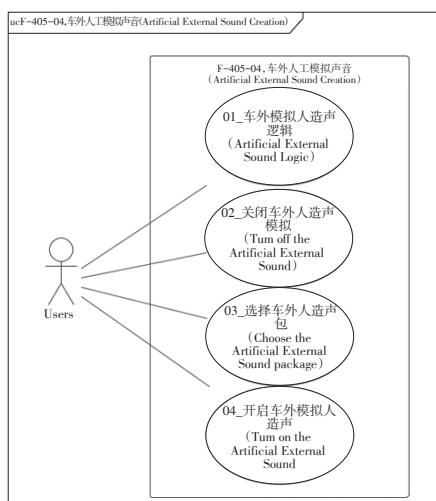 ucF-405-04,车外人工模拟声音(Artificial External Sound Creation)
F-405-04,车外人工模拟声音
(Artificial External Sound Creation)
01_车外模拟人造声
逻辑
(Artificial External
Sound Logic)
02_关闭车外人造声
模拟
(Tum off the
Artificial External
Sound)
03_选择车外人造声
包
(Choose the
Artificial External
Sound package)
04_开启车外模拟人
造声
(Tum on the
Artificial External
Sound
Users